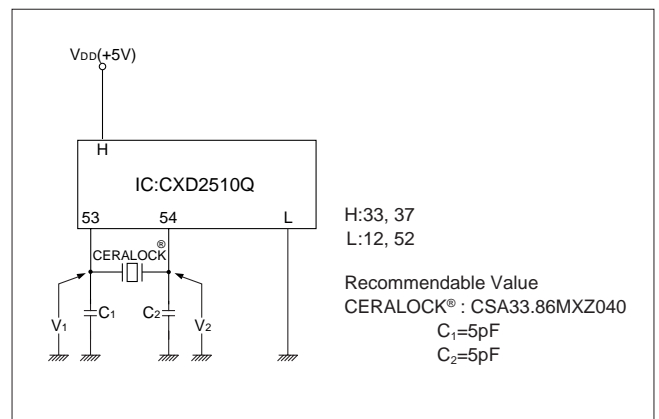 VDD(+5V)
H
IC:CXD2510Q
53 54 L
CERALOCK®
V₁ C₁ C₂ V₂
H:33, 37
L:12, 52
Recommendable Value
CERALOCK® : CSA33.86MXZ040
C₁=5pF
C₂=5pF